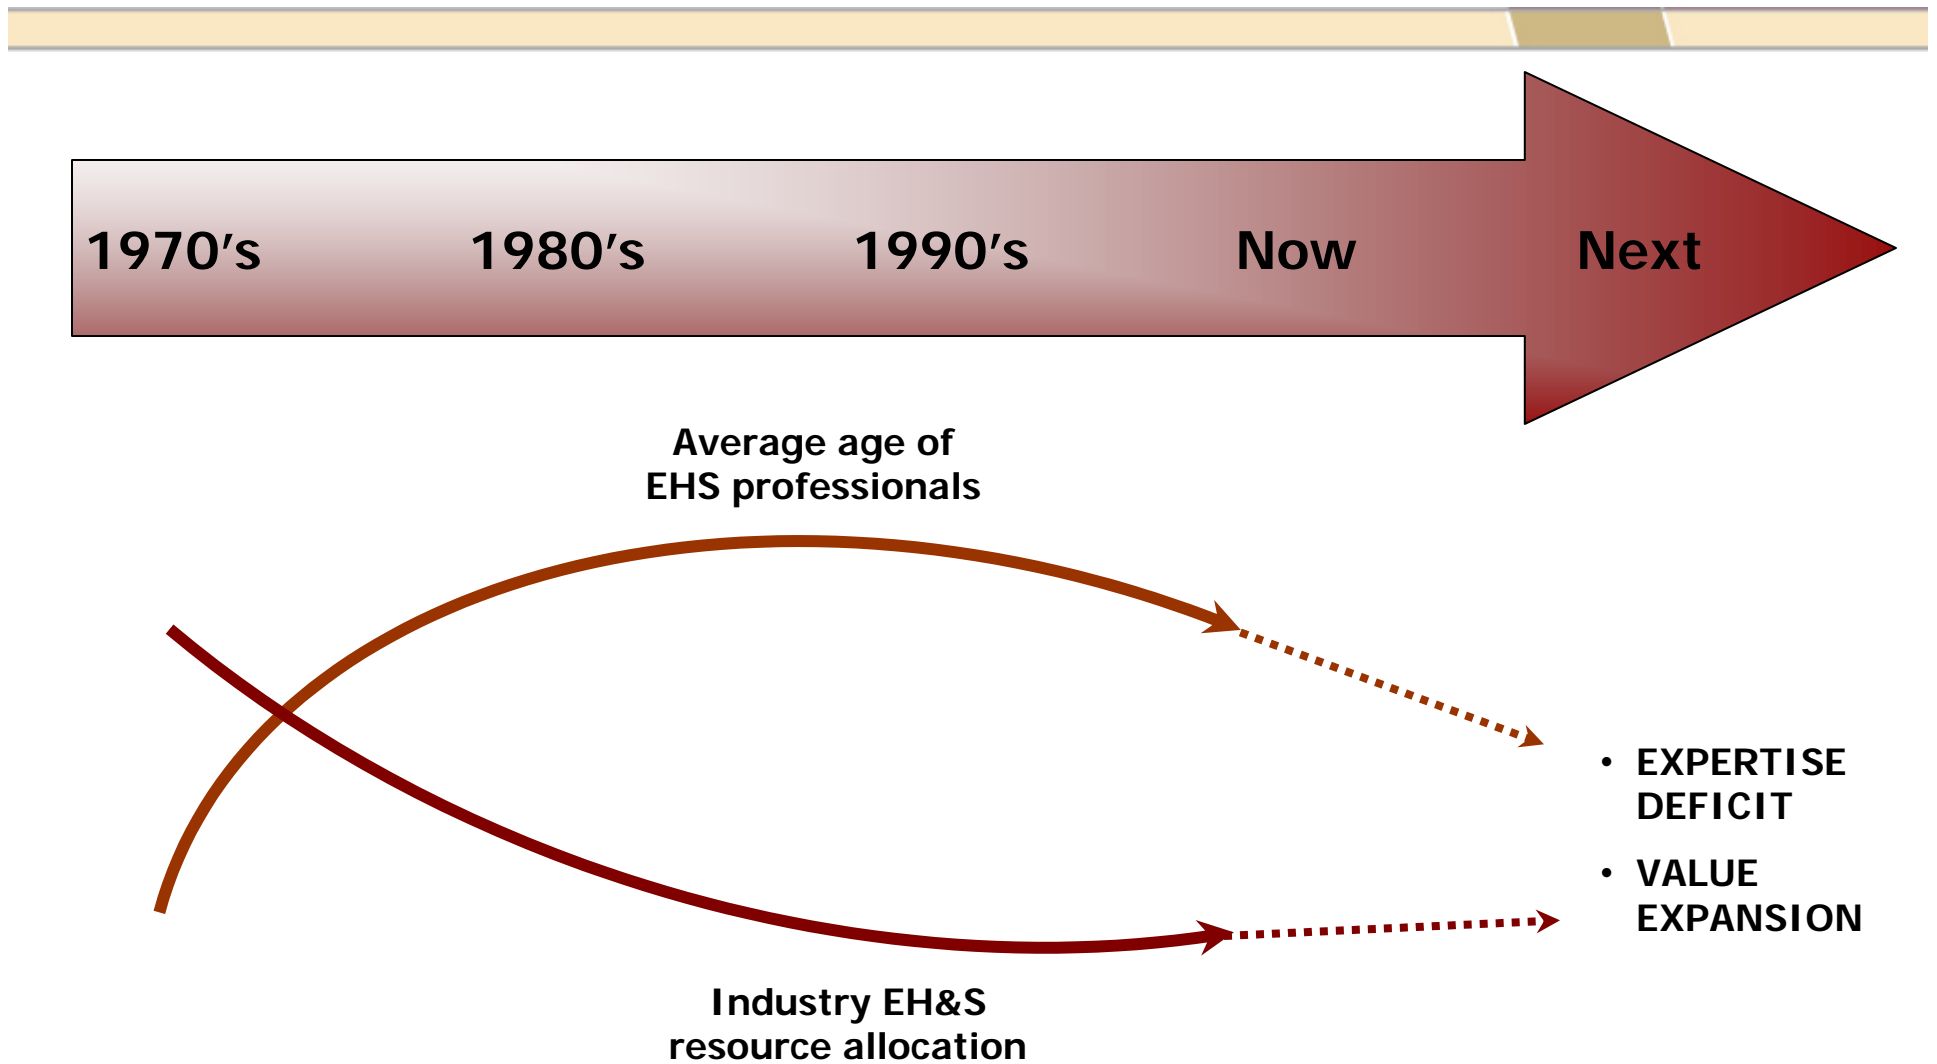 1970's
1980's
1990's
Now
Next
Average age of
EHS professionals
• EXPERTISE
DEFICIT
• VALUE
EXPANSION
Industry EH&S
resource allocation